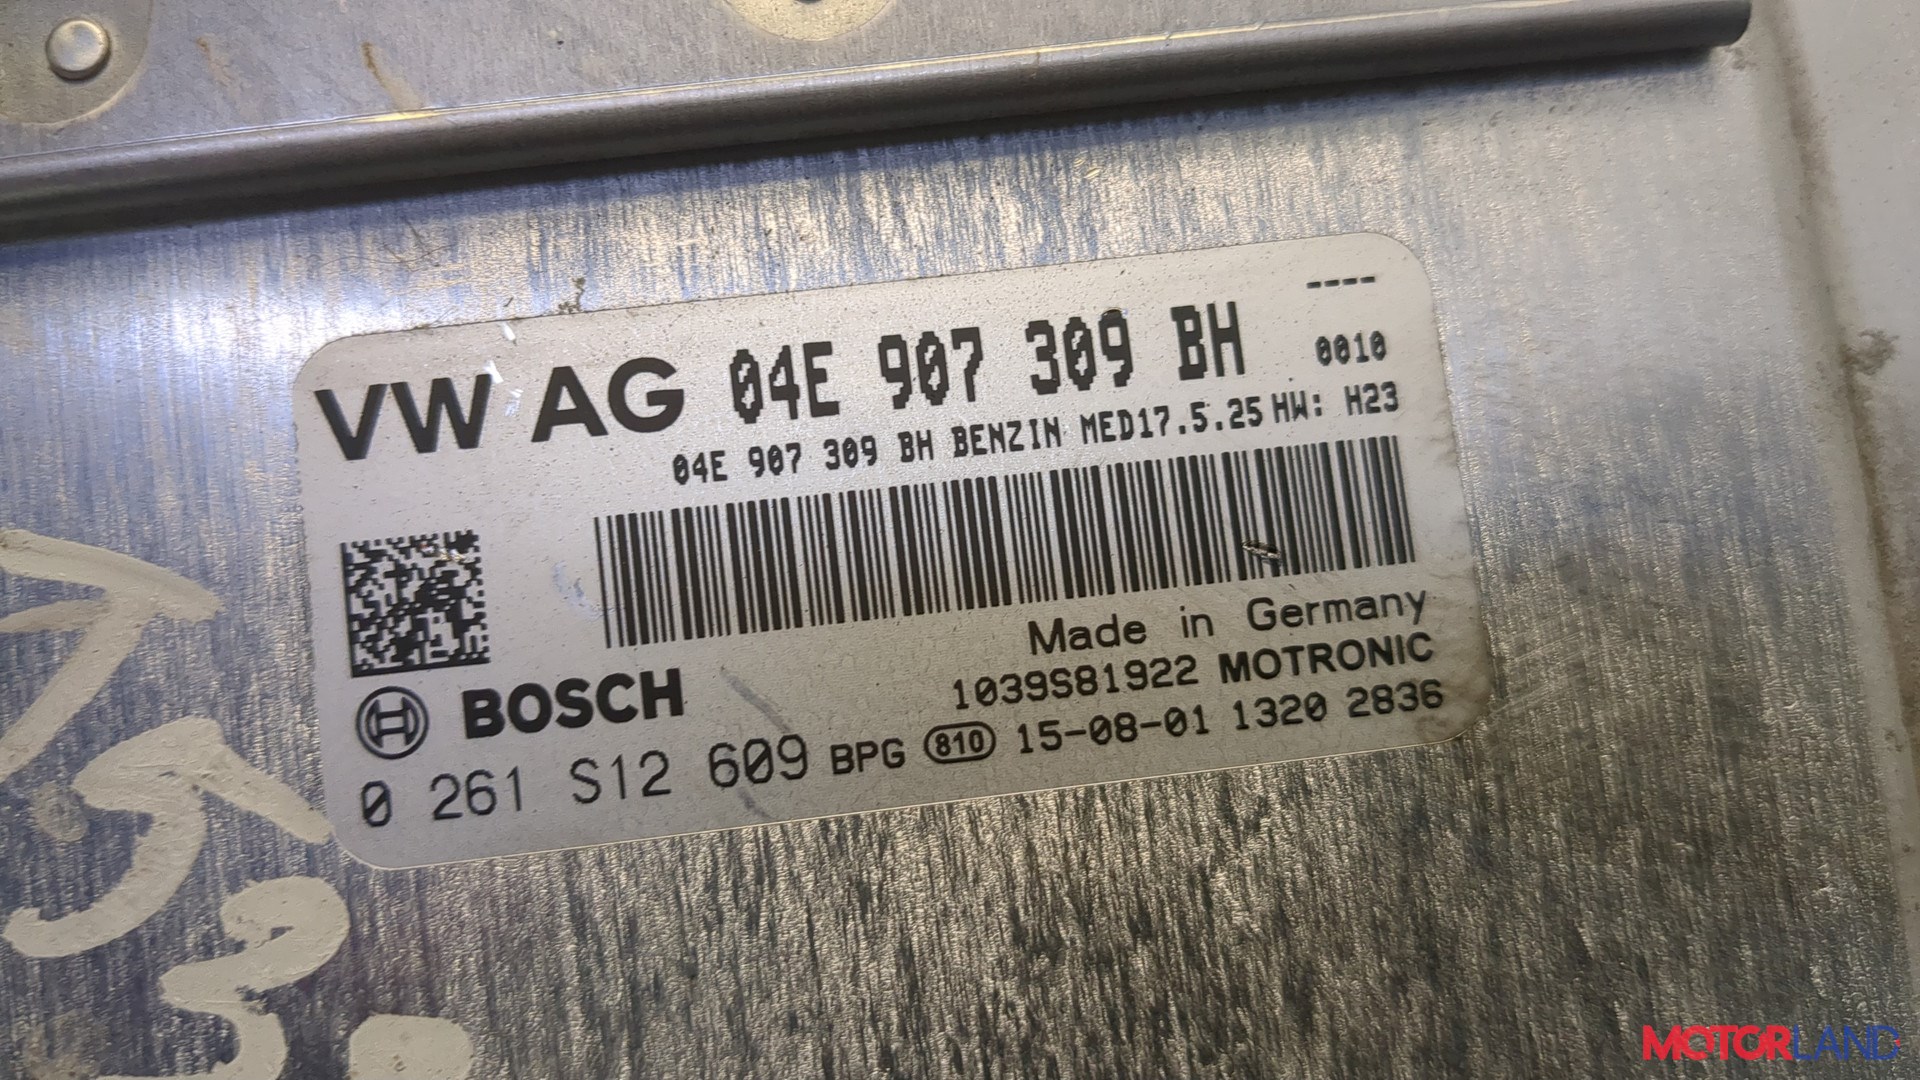 ----
VW AG 04E 907 309 BH 0010
04E 907 309 BH BENZIN MED17.5.25 HW: H23
Made in Germany
BOSCH 1039S81922 MOTRONIC
0 261 S12 609 BPG 810 15-08-01 1320 2836
MOTORLAND